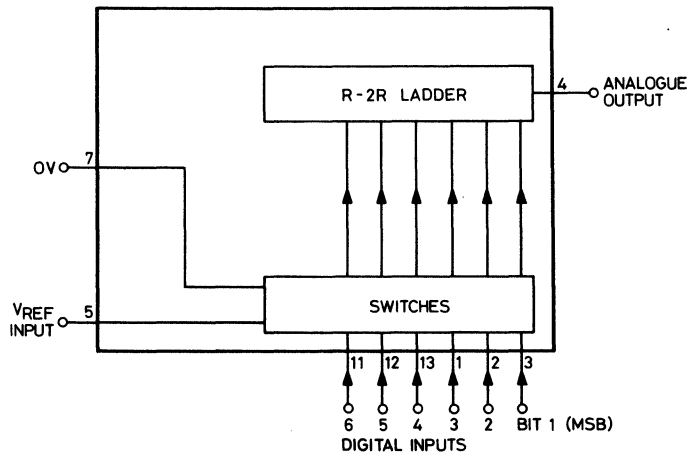 R-2R LADDER
4
ANALOGUE
OUTPUT
7
0V
SWITCHES
VREF
INPUT
5
11 12 13 1 2 3
6 5 4 3 2 BIT 1 (MSB)
DIGITAL INPUTS